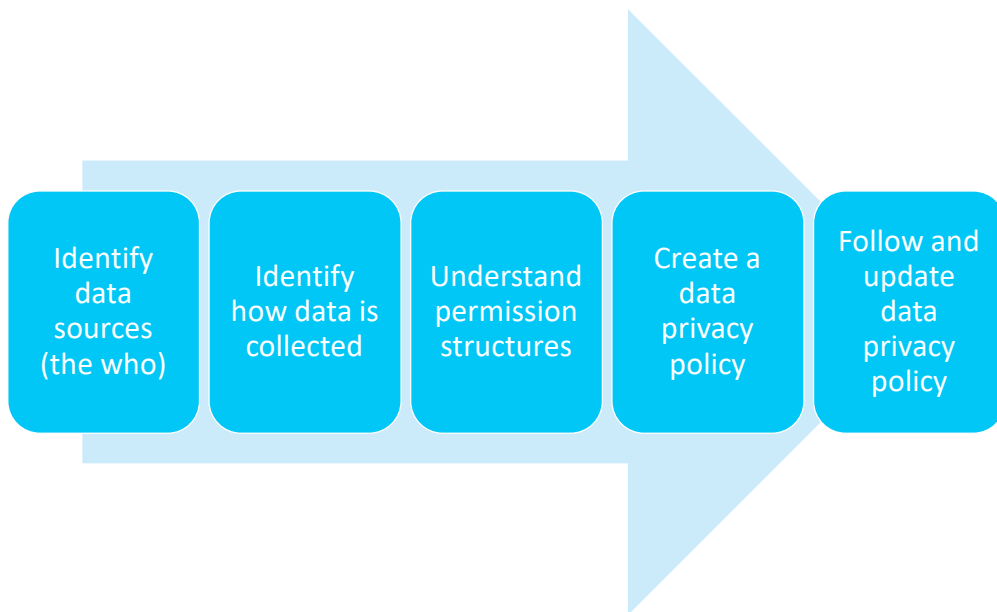 Identify
data
sources
(the who)
Identify
how data is
collected
Understand
permission
structures
Create a
data
privacy
policy
Follow and
update
data
privacy
policy